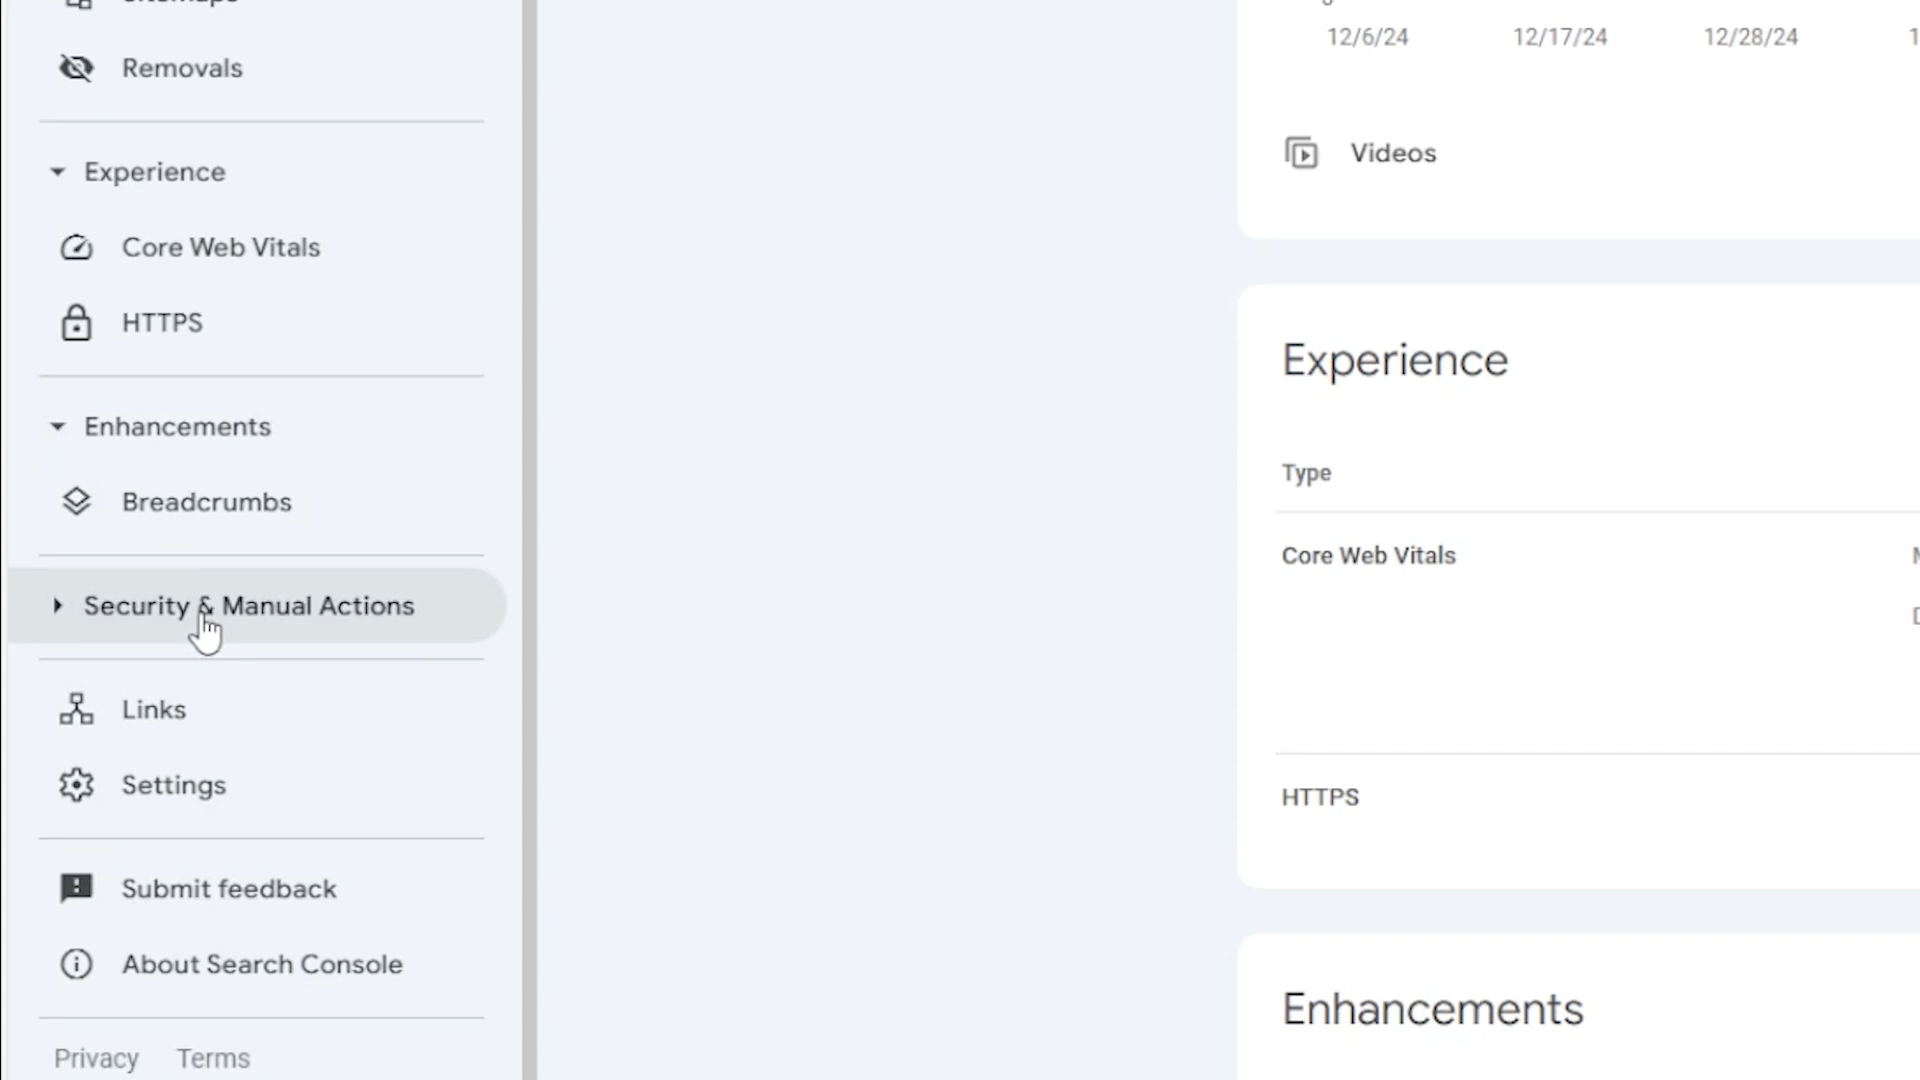 Sitemaps
Removals
Experience
Core Web Vitals
HTTPS
Enhancements
Breadcrumbs
Security & Manual Actions
Links
Settings
Submit feedback
About Search Console
Privacy Terms
12/6/24 12/17/24 12/28/24
Videos
Experience
Type
Core Web Vitals
HTTPS
Enhancements